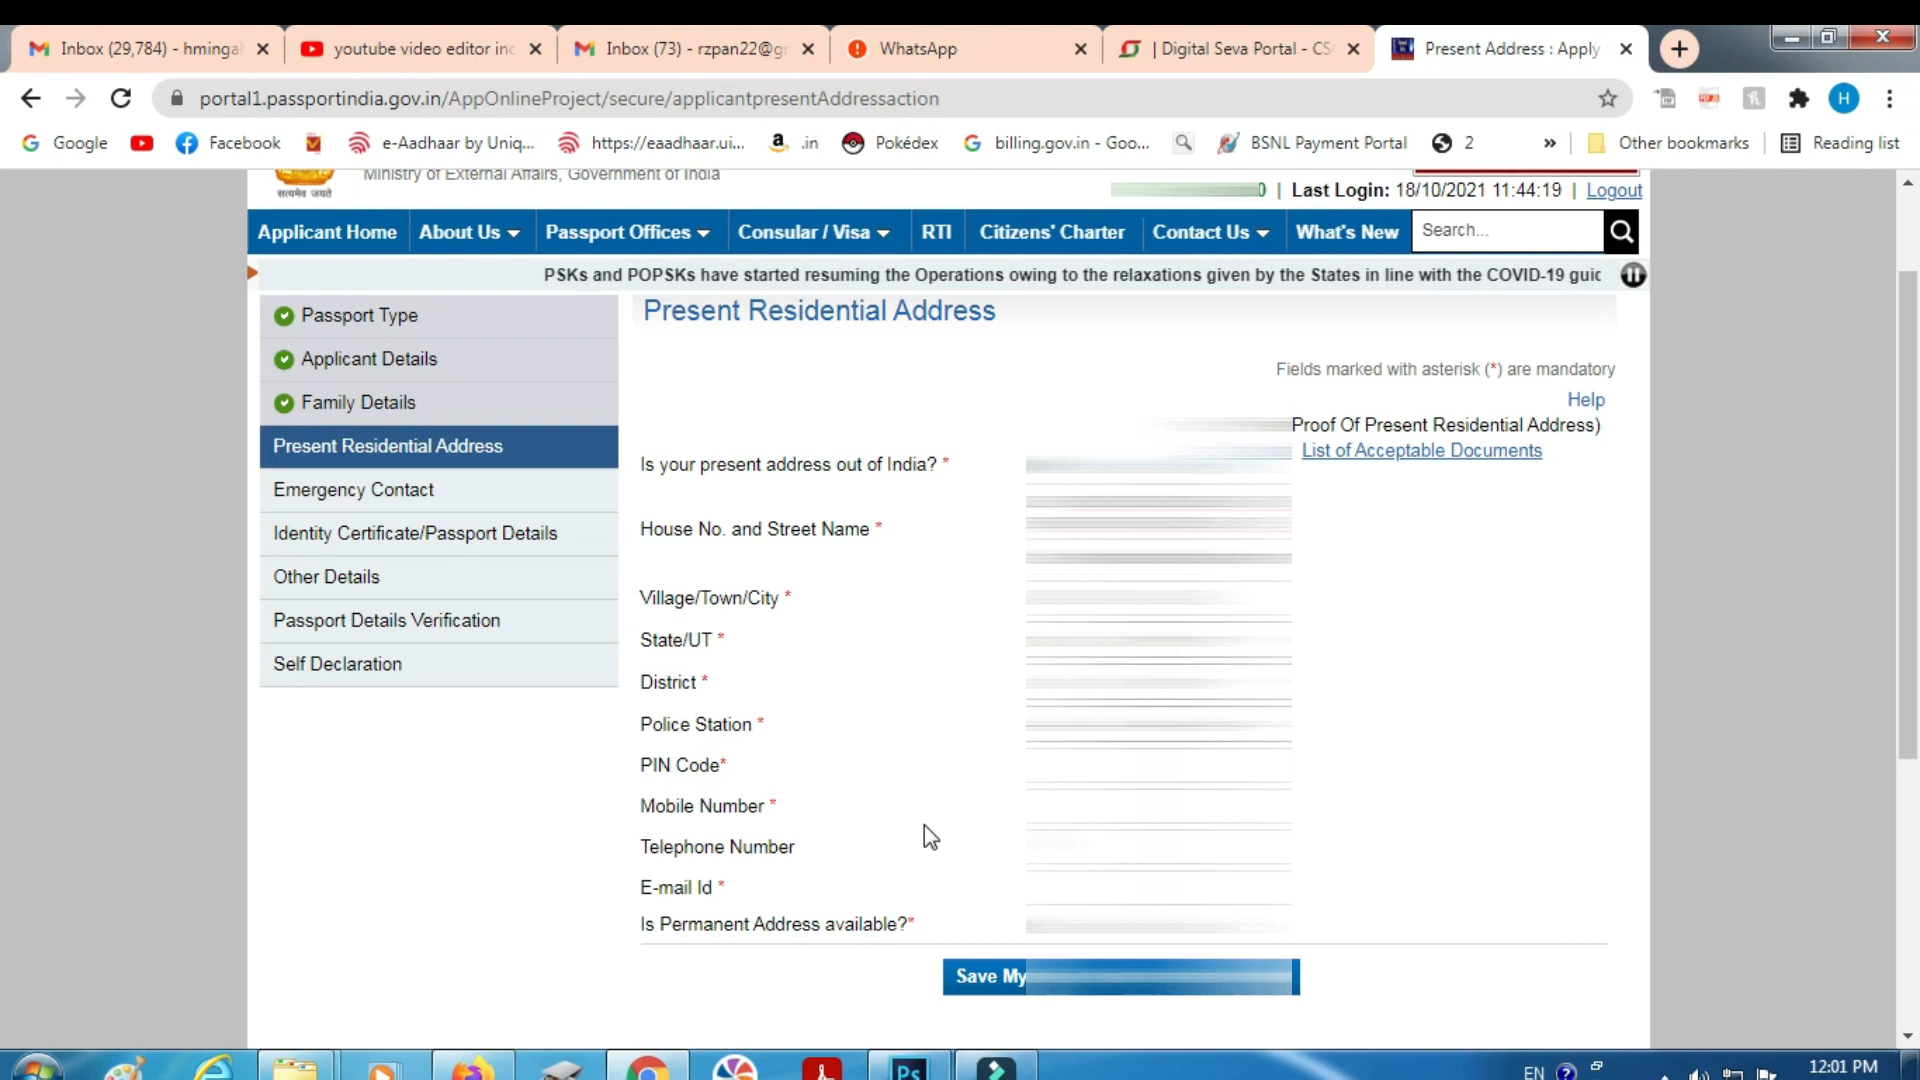 Inbox (29,784) - hminga
youtube video editor inc
Inbox (73) - rzpan22@g
WhatsApp
| Digital Seva Portal - CS
Present Address : Apply
portal1.passportindia.gov.in/AppOnlineProject/secure/applicantpresentAddressaction
H
Google
Facebook
e-Aadhaar by Uniq...
https://eaadhaar.ui...
.in
Pokédex
billing.gov.in - Goo...
BSNL Payment Portal
2
»
Other bookmarks
Reading list
सत्यमेव जयते
Ministry of External Affairs, Government of India
| Last Login: 18/10/2021 11:44:19 | Logout
Applicant Home
About Us
Passport Offices
Consular / Visa
RTI
Citizens' Charter
Contact Us
What's New
Search...
PSKs and POPSKs have started resuming the Operations owing to the relaxations given by the States in line with the COVID-19 guic
Passport Type
Applicant Details
Family Details
Present Residential Address
Emergency Contact
Identity Certificate/Passport Details
Other Details
Passport Details Verification
Self Declaration
Present Residential Address
Fields marked with asterisk (*) are mandatory
Help
Proof Of Present Residential Address)
List of Acceptable Documents
Is your present address out of India? *
House No. and Street Name *
Village/Town/City *
State/UT *
District *
Police Station *
PIN Code*
Mobile Number *
Telephone Number
E-mail Id *
Is Permanent Address available?*
Save My
Ps
EN
12:01 PM